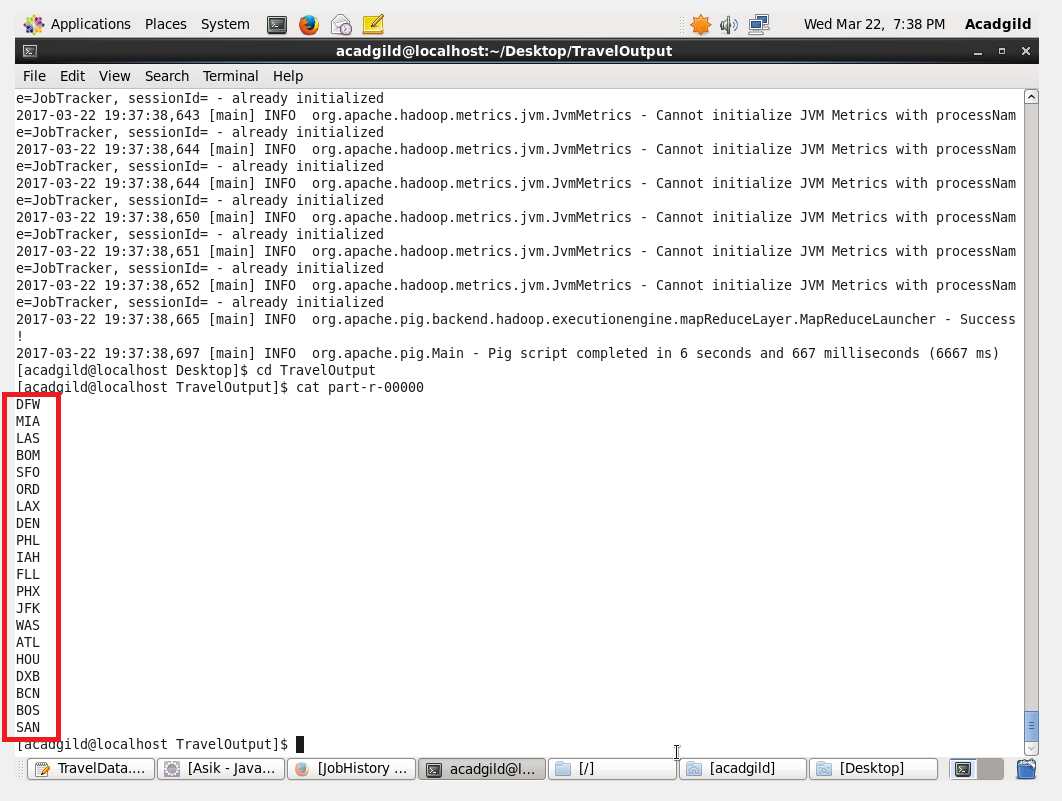 Applications Places System Wed Mar 22, 7:38 PM Acadgild
acadgild@localhost:~/Desktop/TravelOutput
File Edit View Search Terminal Help
e=JobTracker, sessionId= - already initialized
2017-03-22 19:37:38,643 [main] INFO  org.apache.hadoop.metrics.jvm.JvmMetrics - Cannot initialize JVM Metrics with processNam
e=JobTracker, sessionId= - already initialized
2017-03-22 19:37:38,644 [main] INFO  org.apache.hadoop.metrics.jvm.JvmMetrics - Cannot initialize JVM Metrics with processNam
e=JobTracker, sessionId= - already initialized
2017-03-22 19:37:38,644 [main] INFO  org.apache.hadoop.metrics.jvm.JvmMetrics - Cannot initialize JVM Metrics with processNam
e=JobTracker, sessionId= - already initialized
2017-03-22 19:37:38,650 [main] INFO  org.apache.hadoop.metrics.jvm.JvmMetrics - Cannot initialize JVM Metrics with processNam
e=JobTracker, sessionId= - already initialized
2017-03-22 19:37:38,651 [main] INFO  org.apache.hadoop.metrics.jvm.JvmMetrics - Cannot initialize JVM Metrics with processNam
e=JobTracker, sessionId= - already initialized
2017-03-22 19:37:38,652 [main] INFO  org.apache.hadoop.metrics.jvm.JvmMetrics - Cannot initialize JVM Metrics with processNam
e=JobTracker, sessionId= - already initialized
2017-03-22 19:37:38,665 [main] INFO  org.apache.pig.backend.hadoop.executionengine.mapReduceLayer.MapReduceLauncher - Success
!
2017-03-22 19:37:38,697 [main] INFO  org.apache.pig.Main - Pig script completed in 6 seconds and 667 milliseconds (6667 ms)
[acadgild@localhost Desktop]$ cd TravelOutput
[acadgild@localhost TravelOutput]$ cat part-r-00000
DFW
MIA
LAS
BOM
SFO
ORD
LAX
DEN
PHL
IAH
FLL
PHX
JFK
WAS
ATL
HOU
DXB
BCN
BOS
SAN
[acadgild@localhost TravelOutput]$
TravelData.... [Asik - Java... [JobHistory ... acadgild@l... [/] [acadgild] [Desktop]